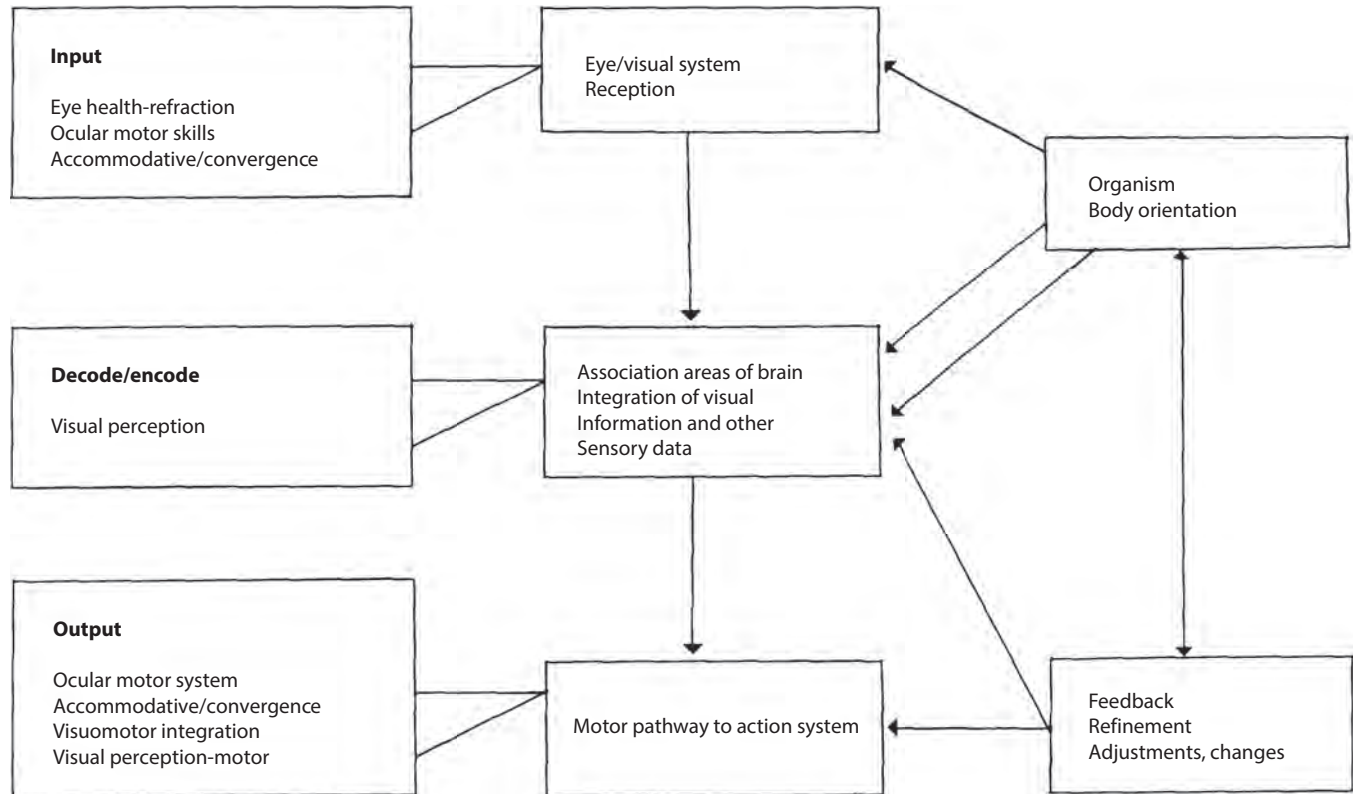 Input
Eye health-refraction
Ocular motor skills
Accommodative/convergence
Eye/visual system
Reception
Organism
Body orientation
Decode/encode
Visual perception
Association areas of brain
Integration of visual
Information and other
Sensory data
Output
Ocular motor system
Accommodative/convergence
Visuomotor integration
Visual perception-motor
Motor pathway to action system
Feedback
Refinement
Adjustments, changes